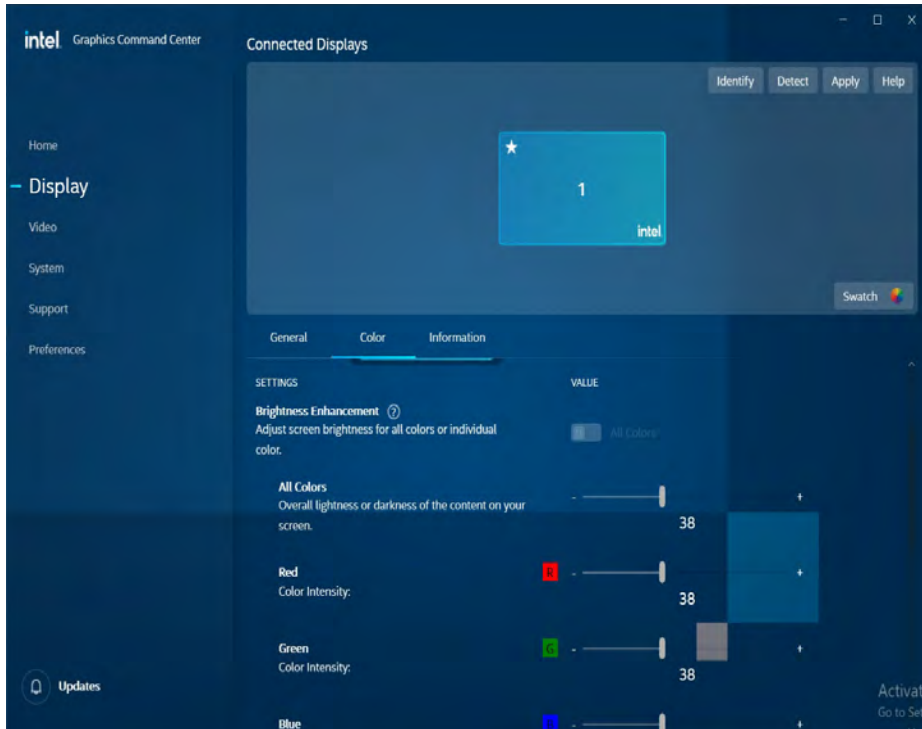 intel Graphics Command Center
Connected Displays
Identify Detect Apply Help
Home
Display
Video
System
Support
Preferences
1
intel
Swatch
General Color Information
SETTINGS VALUE
Brightness Enhancement ?
Adjust screen brightness for all colors or individual
color.
All Colors
All Colors
Overall lightness or darkness of the content on your
screen.
- +
38
Red
Color Intensity:
R - +
38
Green
Color Intensity:
G - +
38
Blue
B - +
Updates
Activat
Go to Set